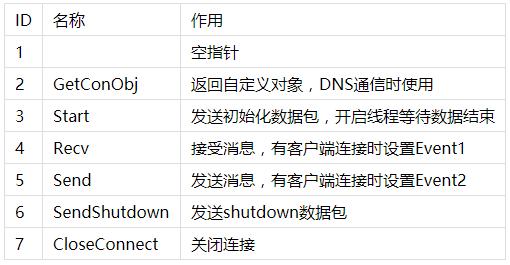 ID 名称 作用
1 空指针
2 GetConObj 返回自定义对象，DNS通信时使用
3 Start 发送初始化数据包，开启线程等待数据结束
4 Recv 接受消息，有客户端连接时设置Event1
5 Send 发送消息，有客户端连接时设置Event2
6 SendShutdown 发送shutdown数据包
7 CloseConnect 关闭连接